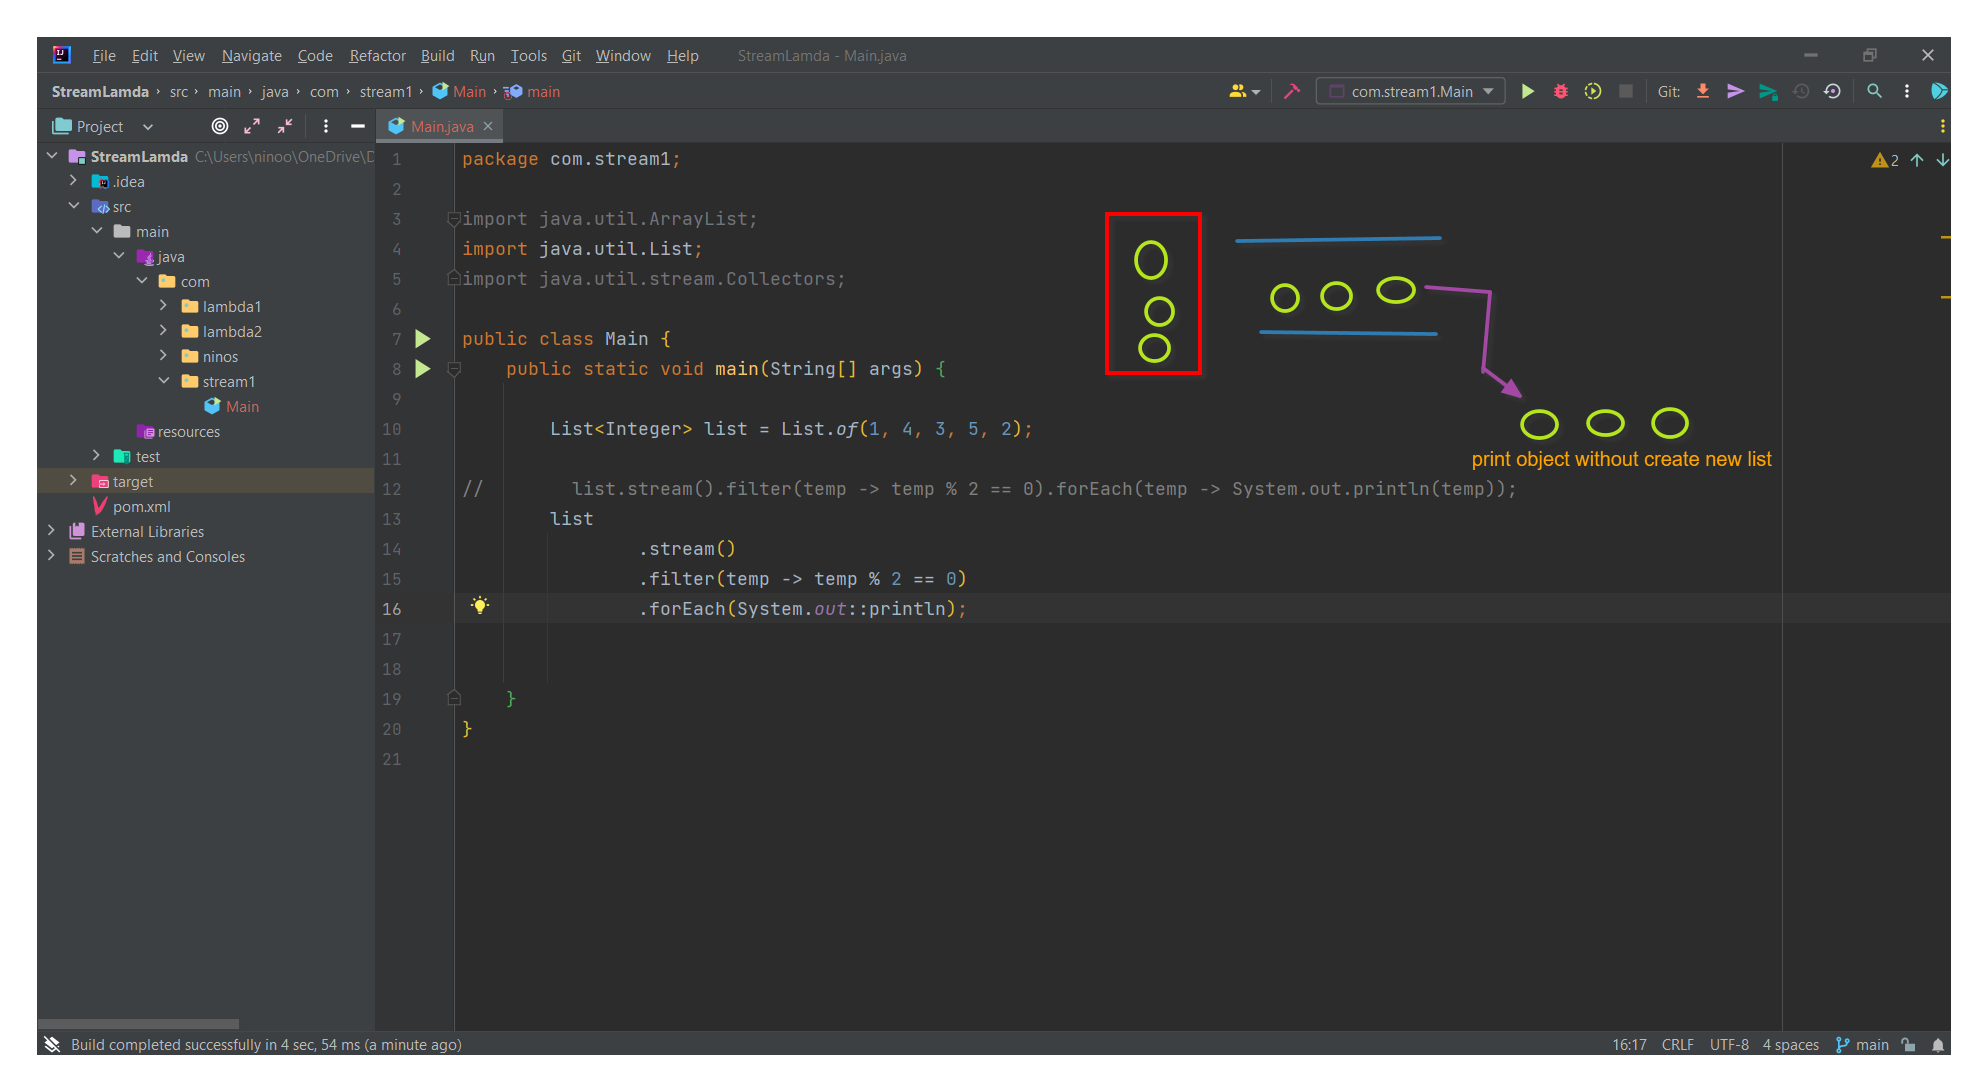 File Edit View Navigate Code Refactor Build Run Tools Git Window Help StreamLamda - Main.java
StreamLamda › src › main › java › com › stream1 › Main › main
com.stream1.Main Git:
Project
Main.java
StreamLamda C:\Users\ninoo\OneDrive\D
.idea
src
main
java
com
lambda1
lambda2
ninos
stream1
Main
resources
test
target
pom.xml
External Libraries
Scratches and Consoles
2
1 package com.stream1;
2
3 import java.util.ArrayList;
4 import java.util.List;
5 import java.util.stream.Collectors;
6
7 public class Main {
8 public static void main(String[] args) {
9
10 List<Integer> list = List.of(1, 4, 3, 5, 2);
11
12 // list.stream().filter(temp -> temp % 2 == 0).forEach(temp -> System.out.println(temp));
13 list
14 .stream()
15 .filter(temp -> temp % 2 == 0)
16 .forEach(System.out::println);
17
18
19 }
20 }
21
print object without create new list
Build completed successfully in 4 sec, 54 ms (a minute ago)
16:17 CRLF UTF-8 4 spaces main